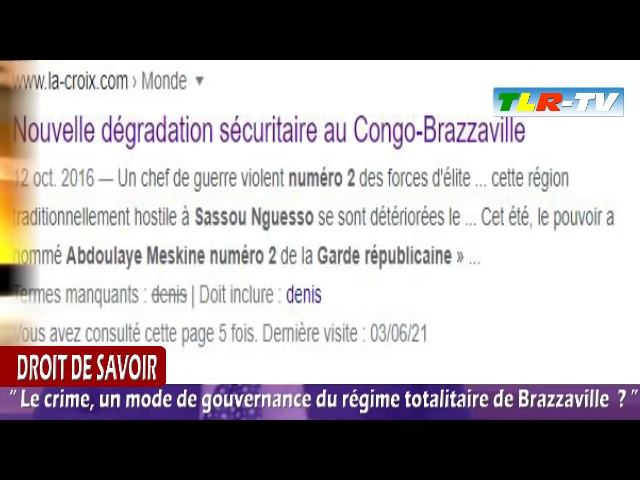 www.la-croix.com › Monde ▼
TLR-TV
Nouvelle dégradation sécuritaire au Congo-Brazzaville
12 oct. 2016 — Un chef de guerre violent numéro 2 des forces d'élite ... cette région
traditionnellement hostile à Sassou Nguesso se sont détériorées le ... Cet été, le pouvoir a
nommé Abdoulaye Meskine numéro 2 de la Garde républicaine » ...
Termes manquants : denis | Doit inclure : denis
Vous avez consulté cette page 5 fois. Dernière visite : 03/06/21
DROIT DE SAVOIR
" Le crime, un mode de gouvernance du régime totalitaire de Brazzaville ? "